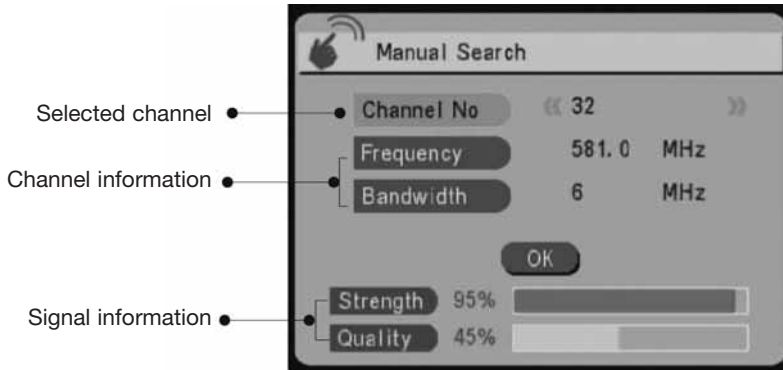 Manual Search
Selected channel
Channel No « 32 »
Channel information
Frequency 581.0 MHz
Bandwidth 6 MHz
OK
Signal information
Strength 95%
Quality 45%